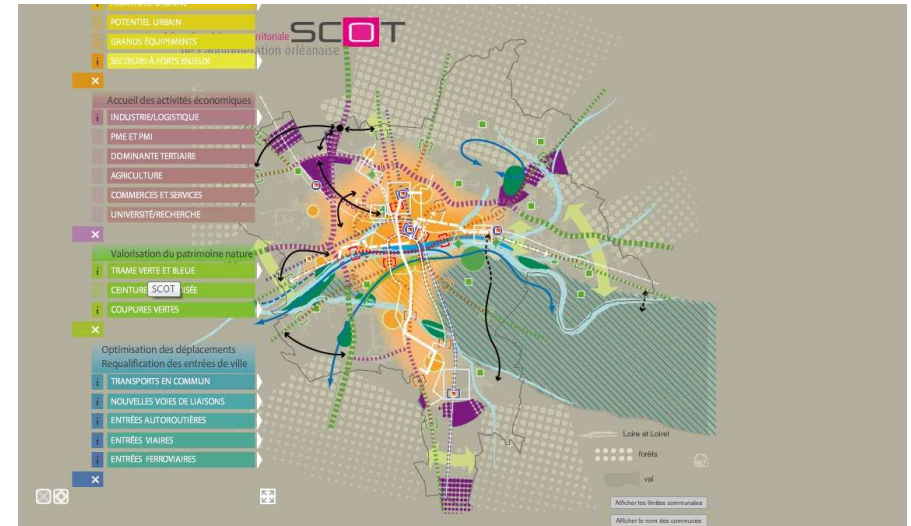 POTENTIEL URBAIN
GRANDS ÉQUIPEMENTS
SECTEURS À FORTS ENJEUX
ritoriale SCOT
orléanaise
Accueil des activités économiques
i INDUSTRIE/LOGISTIQUE
PME ET PMI
DOMINANTE TERTIAIRE
AGRICULTURE
COMMERCES ET SERVICES
UNIVERSITÉ/RECHERCHE
Valorisation du patrimoine nature
i TRAME VERTE ET BLEUE
SCOT
i COUPURES VERTES
Optimisation des déplacements
Requalification des entrées de ville
i TRANSPORTS EN COMMUN
i NOUVELLES VOIES DE LIAISONS
i ENTRÉES AUTOROUTIÈRES
i ENTRÉES VIAIRES
i ENTRÉES FERROVIAIRES
Loire et Loiret
forêts
val
Afficher les limites communales
Afficher le nom des communes